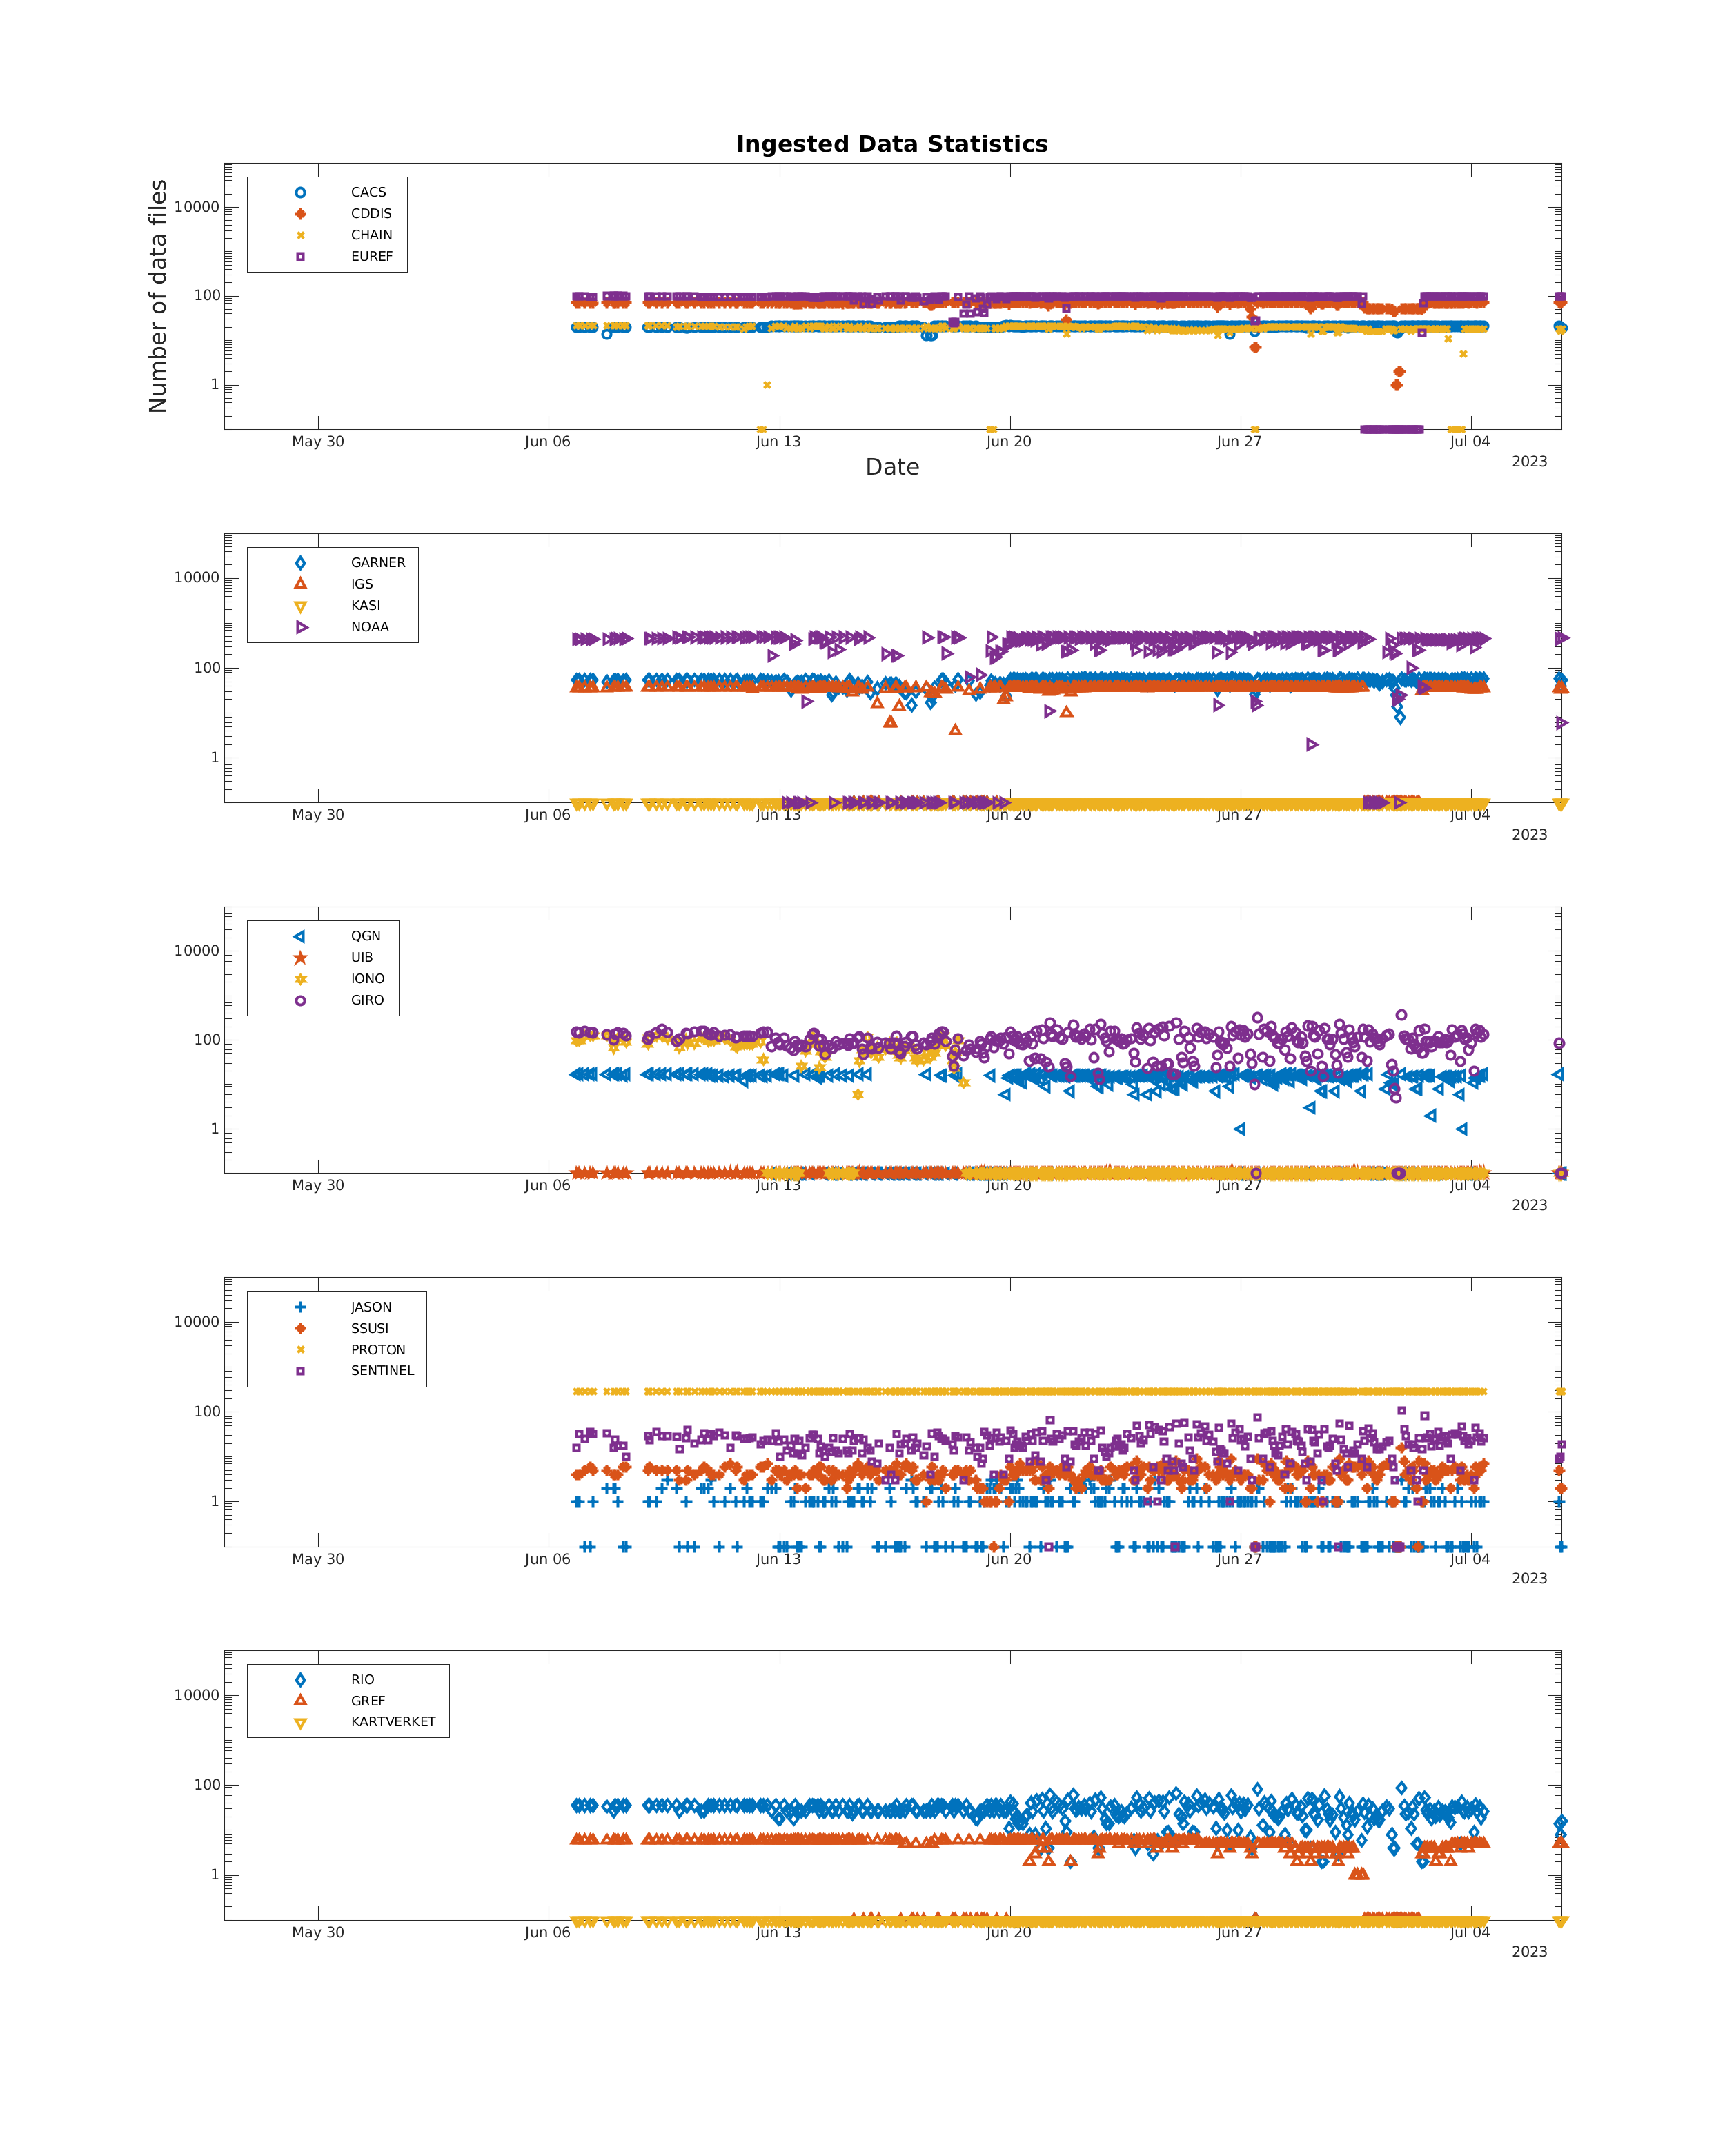 Ingested Data Statistics
Number of data files
10000
100
1
CACS
CDDIS
CHAIN
EUREF
May 30
Jun 06
Jun 13
Jun 20
Jun 27
Jul 04
2023
Date
10000
100
1
GARNER
IGS
KASI
NOAA
May 30
Jun 06
Jun 13
Jun 20
Jun 27
Jul 04
2023
10000
100
1
QGN
UIB
IONO
GIRO
May 30
Jun 06
Jun 13
Jun 20
Jun 27
Jul 04
2023
10000
100
1
JASON
SSUSI
PROTON
SENTINEL
May 30
Jun 06
Jun 13
Jun 20
Jun 27
Jul 04
2023
10000
100
1
RIO
GREF
KARTVERKET
May 30
Jun 06
Jun 13
Jun 20
Jun 27
Jul 04
2023